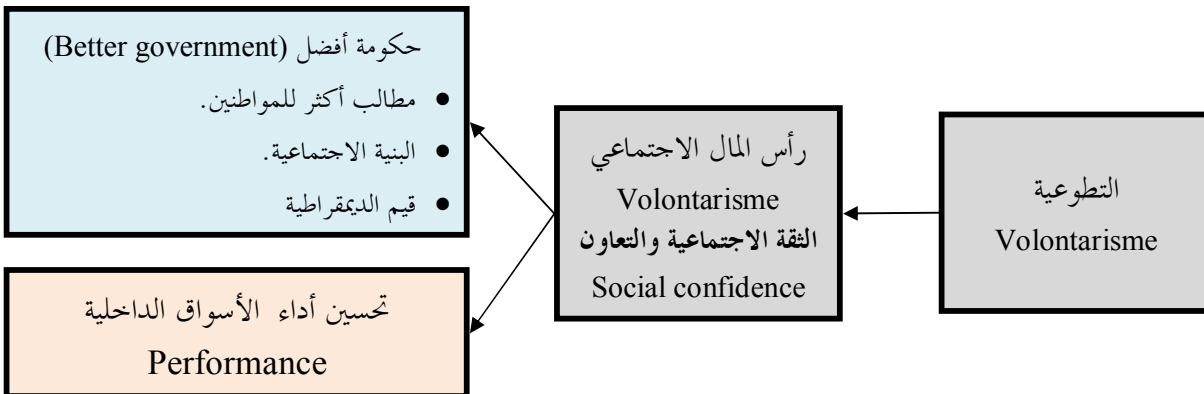 حكومة أفضل (Better government)
● مطالب أكثر للمواطنين.
● البنية الاجتماعية.
● قيم الديمقراطية
رأس المال الاجتماعي
Volontarisme
الثقة الاجتماعية والتعاون
Social confidence
التطوعية
Volontarisme
تحسين أداء الأسواق الداخلية
Performance